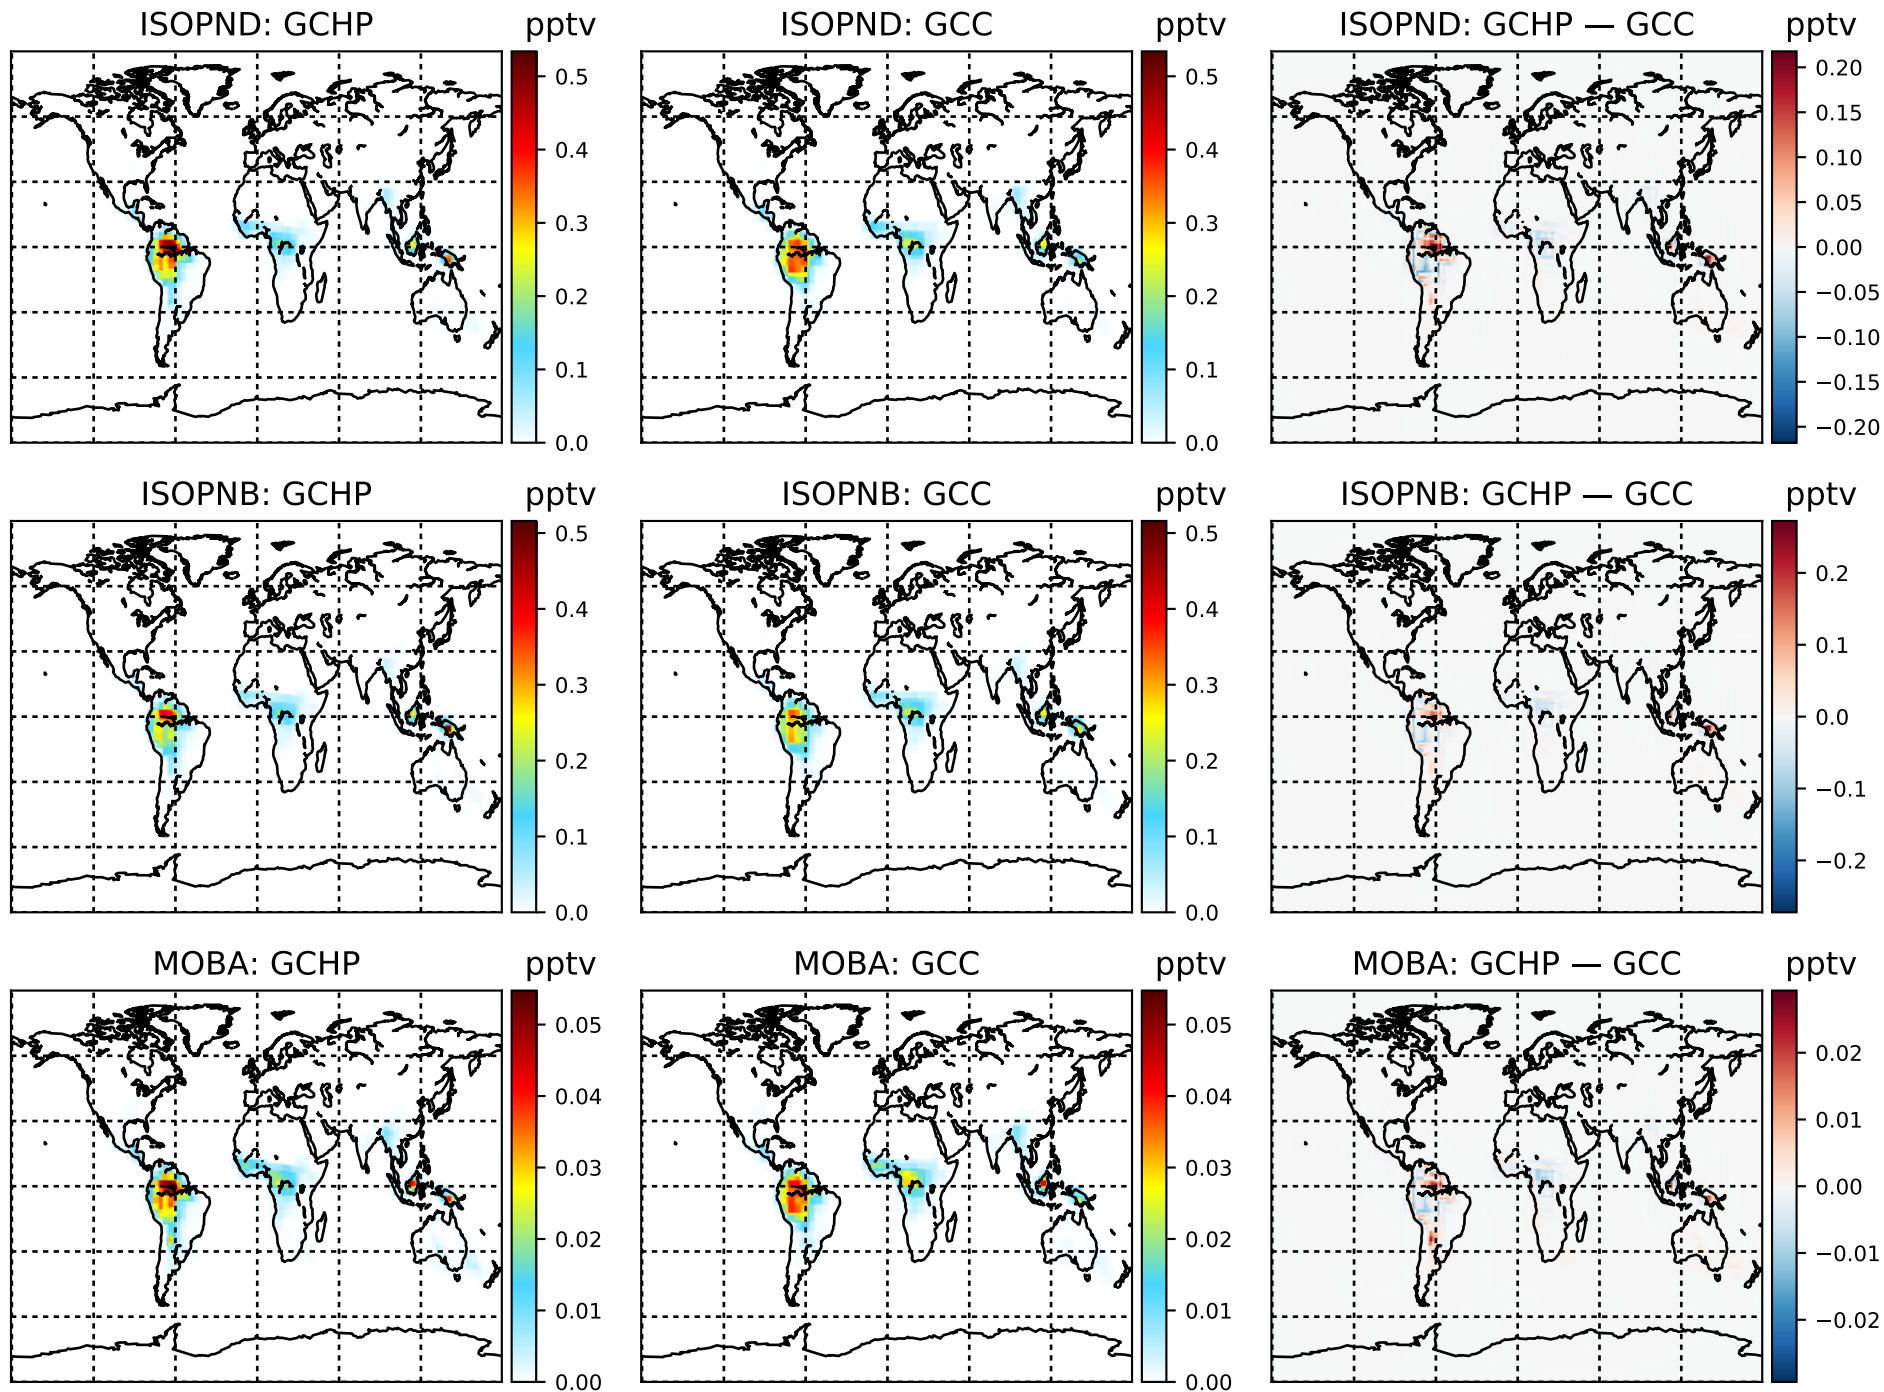 ISOPND: GCHP pptv ISOPND: GCC pptv ISOPND: GCHP — GCC pptv
0.5 0.5 0.20
0.15
0.4 0.4 0.10
0.3 0.3 0.05
0.00
0.2 0.2 −0.05
−0.10
0.1 0.1 −0.15
0.0 0.0 −0.20
ISOPNB: GCHP pptv ISOPNB: GCC pptv ISOPNB: GCHP — GCC pptv
0.5 0.5
0.2
0.4 0.4
0.1
0.3 0.3
0.0
0.2 0.2
−0.1
0.1 0.1
−0.2
0.0 0.0
MOBA: GCHP pptv MOBA: GCC pptv MOBA: GCHP — GCC pptv
0.05 0.05 0.02
0.04 0.04 0.01
0.03 0.03 0.00
0.02 0.02 −0.01
0.01 0.01 −0.02
0.00 0.00